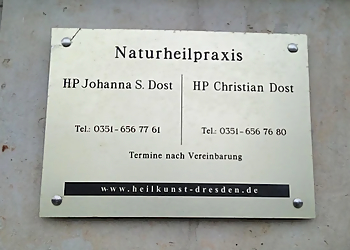 Naturheilpraxis
HP Johanna S. Dost
HP Christian Dost
Tel.: 0351-656 77 61
Tel.: 0351-656 76 80
Termine nach Vereinbarung
www.heilkunst-dresden.de